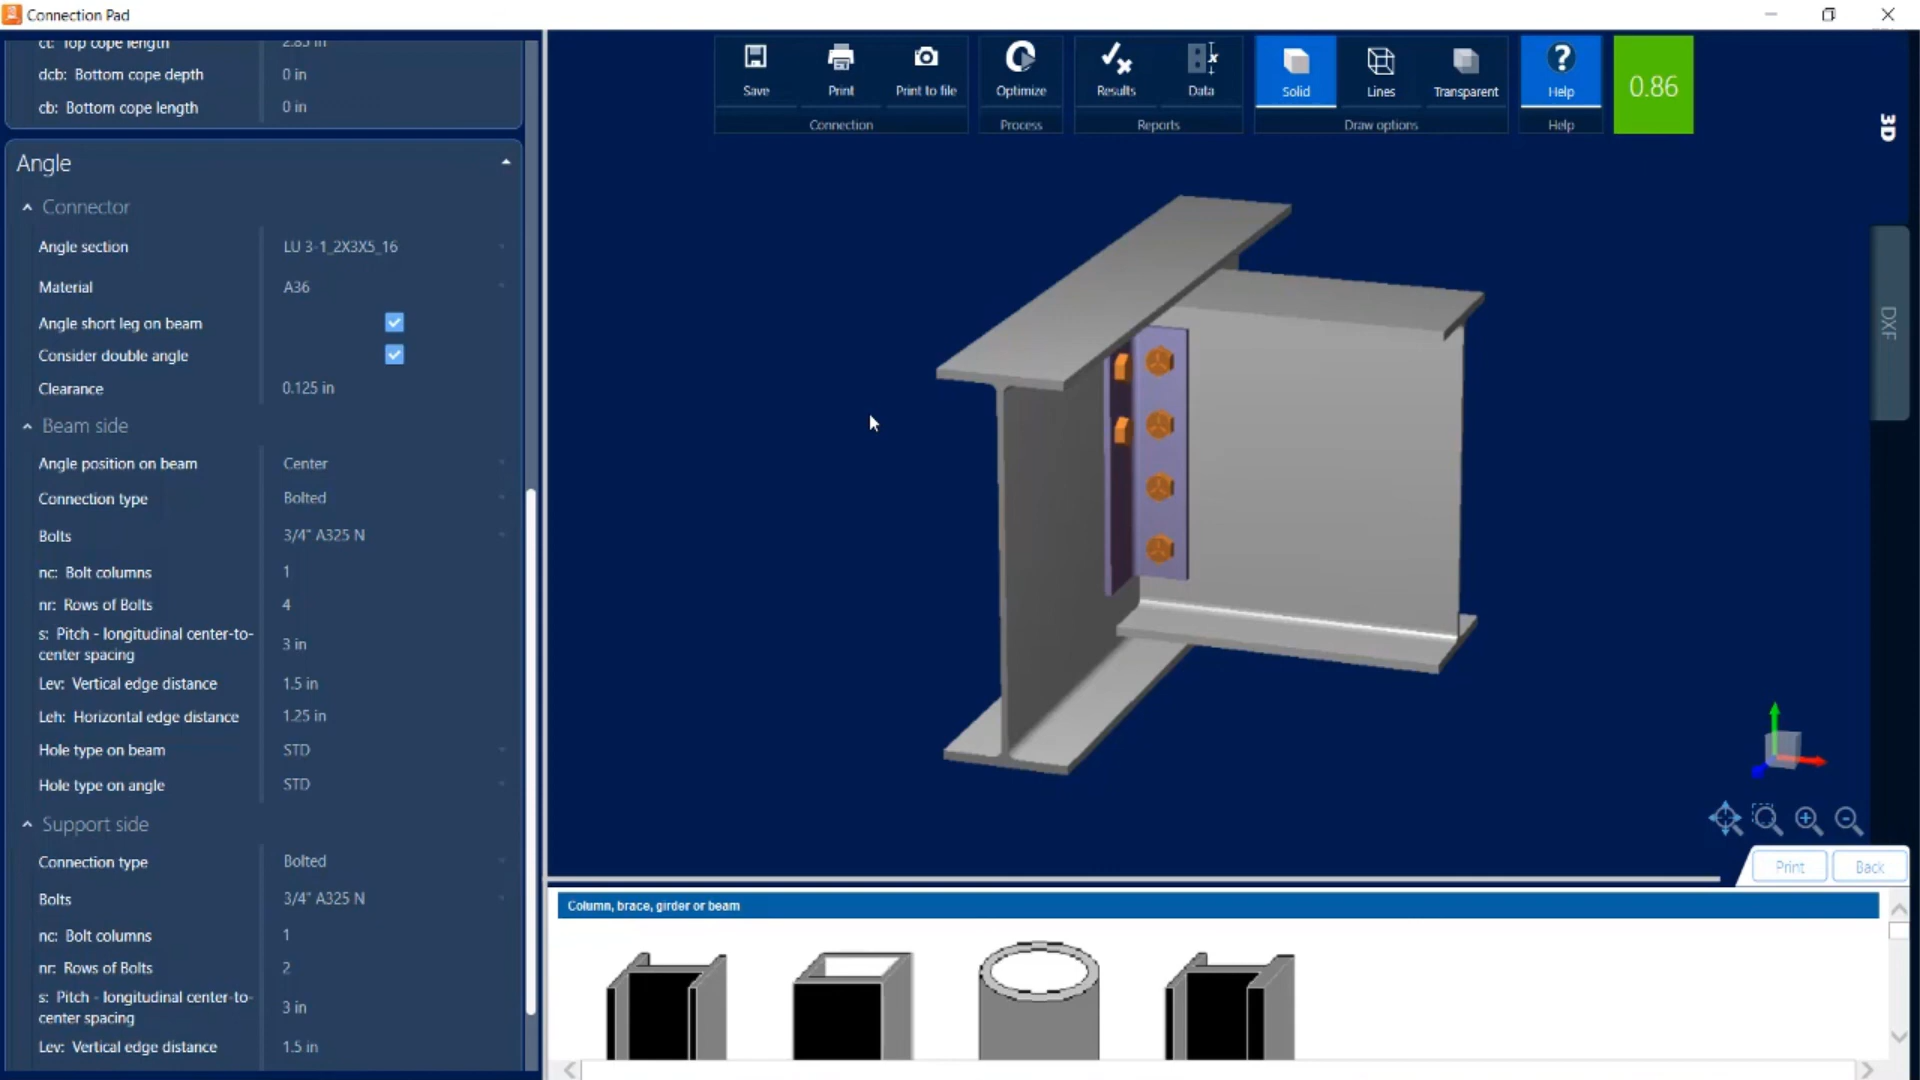 Connection Pad
ct: Top cope length 2.85 in
dcb: Bottom cope depth 0 in
cb: Bottom cope length 0 in
Angle
Connector
Angle section LU 3-1_2X3X5_16
Material A36
Angle short leg on beam
Consider double angle
Clearance 0.125 in
Beam side
Angle position on beam Center
Connection type Bolted
Bolts 3/4" A325 N
nc: Bolt columns 1
nr: Rows of Bolts 4
s: Pitch - longitudinal center-to-
center spacing 3 in
Lev: Vertical edge distance 1.5 in
Leh: Horizontal edge distance 1.25 in
Hole type on beam STD
Hole type on angle STD
Support side
Connection type Bolted
Bolts 3/4" A325 N
nc: Bolt columns 1
nr: Rows of Bolts 2
s: Pitch - longitudinal center-to-
center spacing 3 in
Lev: Vertical edge distance 1.5 in
Save Print Print to file Optimize Results Data Solid Lines Transparent Help 0.86
Connection Process Reports Draw options Help
3D
DXF
Print Back
Column, brace, girder or beam